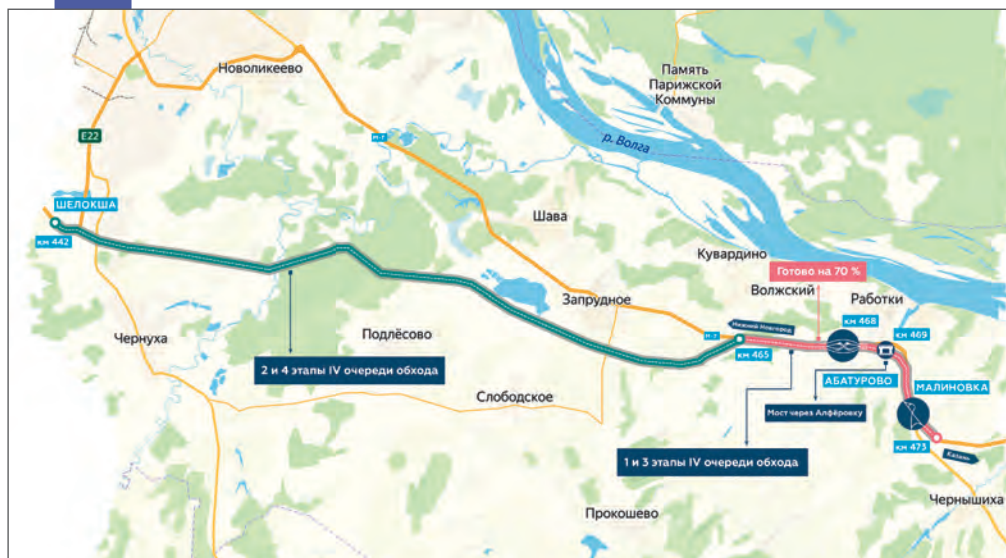 Новоликеево
Память
Парижской
Коммуны
E22
М-7
р. Волга
ШЕЛОКША
км 442
Шава
Кувардино
Готово на 70 %
Волжский
Работки
Запрудное
Нижний Новгород
км 468
км 469
М-7
км 465
Чернуха
Подлёсово
АБАТУРОВО
МАЛИНОВКА
2 и 4 этапы IV очереди обхода
Слободское
Мост через Алфёровку
км 473
Казань
1 и 3 этапы IV очереди обхода
Чернышиха
Прокошево